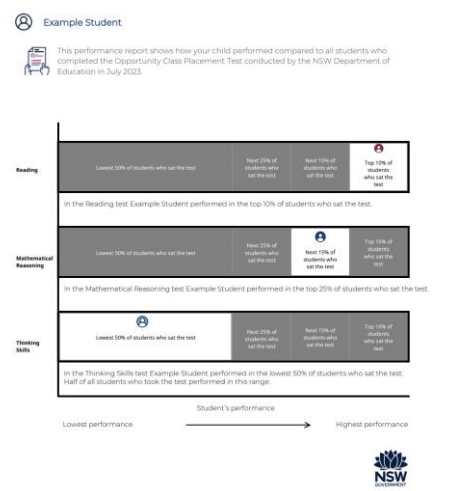 Example Student
This performance report shows how your child performed compared to all students who
completed the Opportunity Class Placement Test conducted by the NSW Department of
Education in July 2023.
Reading
Lowest 50% of students who sat the test
Next 25% of
students who
sat the test
Next 15% of
students who
sat the test
Top 10% of
students
who sat the
test
In the Reading test Example Student performed in the top 10% of students who sat the test.
Mathematical
Reasoning
Lowest 50% of students who sat the test
Next 25% of
students who
sat the test
Next 15% of
students who
sat the test
Top 10% of
students
who sat the
test
In the Mathematical Reasoning test Example Student performed in the top 25% of students who sat the test.
Thinking
Skills
Lowest 50% of students who sat the test
Next 25% of
students who
sat the test
Next 15% of
students who
sat the test
Top 10% of
students
who sat the
test
In the Thinking Skills test Example Student performed in the lowest 50% of students who sat the test.
Half of all students who took the test performed in this range.
Student's performance
Lowest performance
Highest performance
NSW
GOVERNMENT